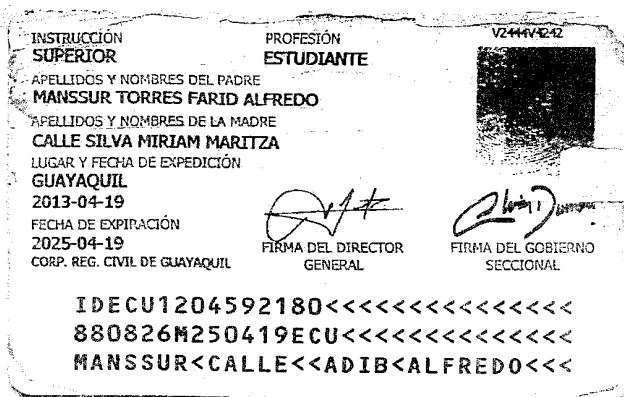 INSTRUCCIÓN PROFESIÓN V2444V4242
SUPERIOR ESTUDIANTE
APELLIDOS Y NOMBRES DEL PADRE
MANSSUR TORRES FARID ALFREDO
APELLIDOS Y NOMBRES DE LA MADRE
CALLE SILVA MIRIAM MARITZA
LUGAR Y FECHA DE EXPEDICIÓN
GUAYAQUIL
2013-04-19
FECHA DE EXPIRACIÓN
2025-04-19
CORP. REG. CIVIL DE GUAYAQUIL
FIRMA DEL DIRECTOR
GENERAL
FIRMA DEL GOBIERNO
SECCIONAL
IDECU1204592180<<<<<<<<<<<<<<<
880826M250419ECU<<<<<<<<<<<<<<
MANSSUR<CALLE<<ADIB<ALFREDO<<<